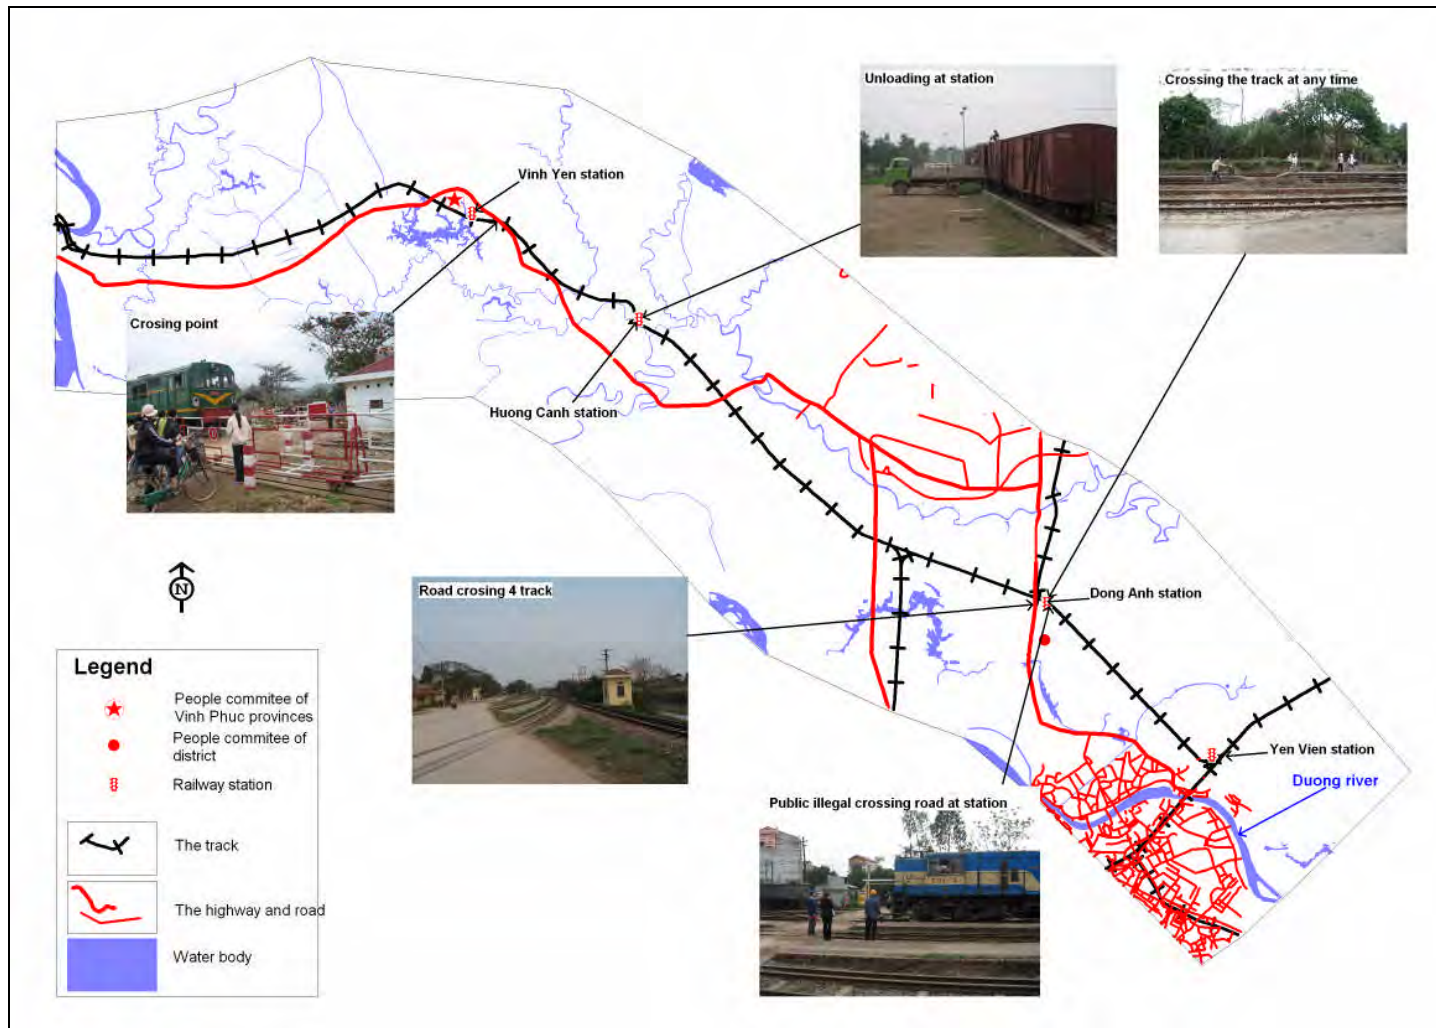 Unloading at station
Crossing the track at any time
Vinh Yen station
Crosing point
Huong Canh station
Road crosing 4 track
Dong Anh station
N
Legend
People commitee of
Vinh Phuc provinces
People commitee of
district
Railway station
The track
The highway and road
Water body
Yen Vien station
Duong river
Public illegal crossing road at station